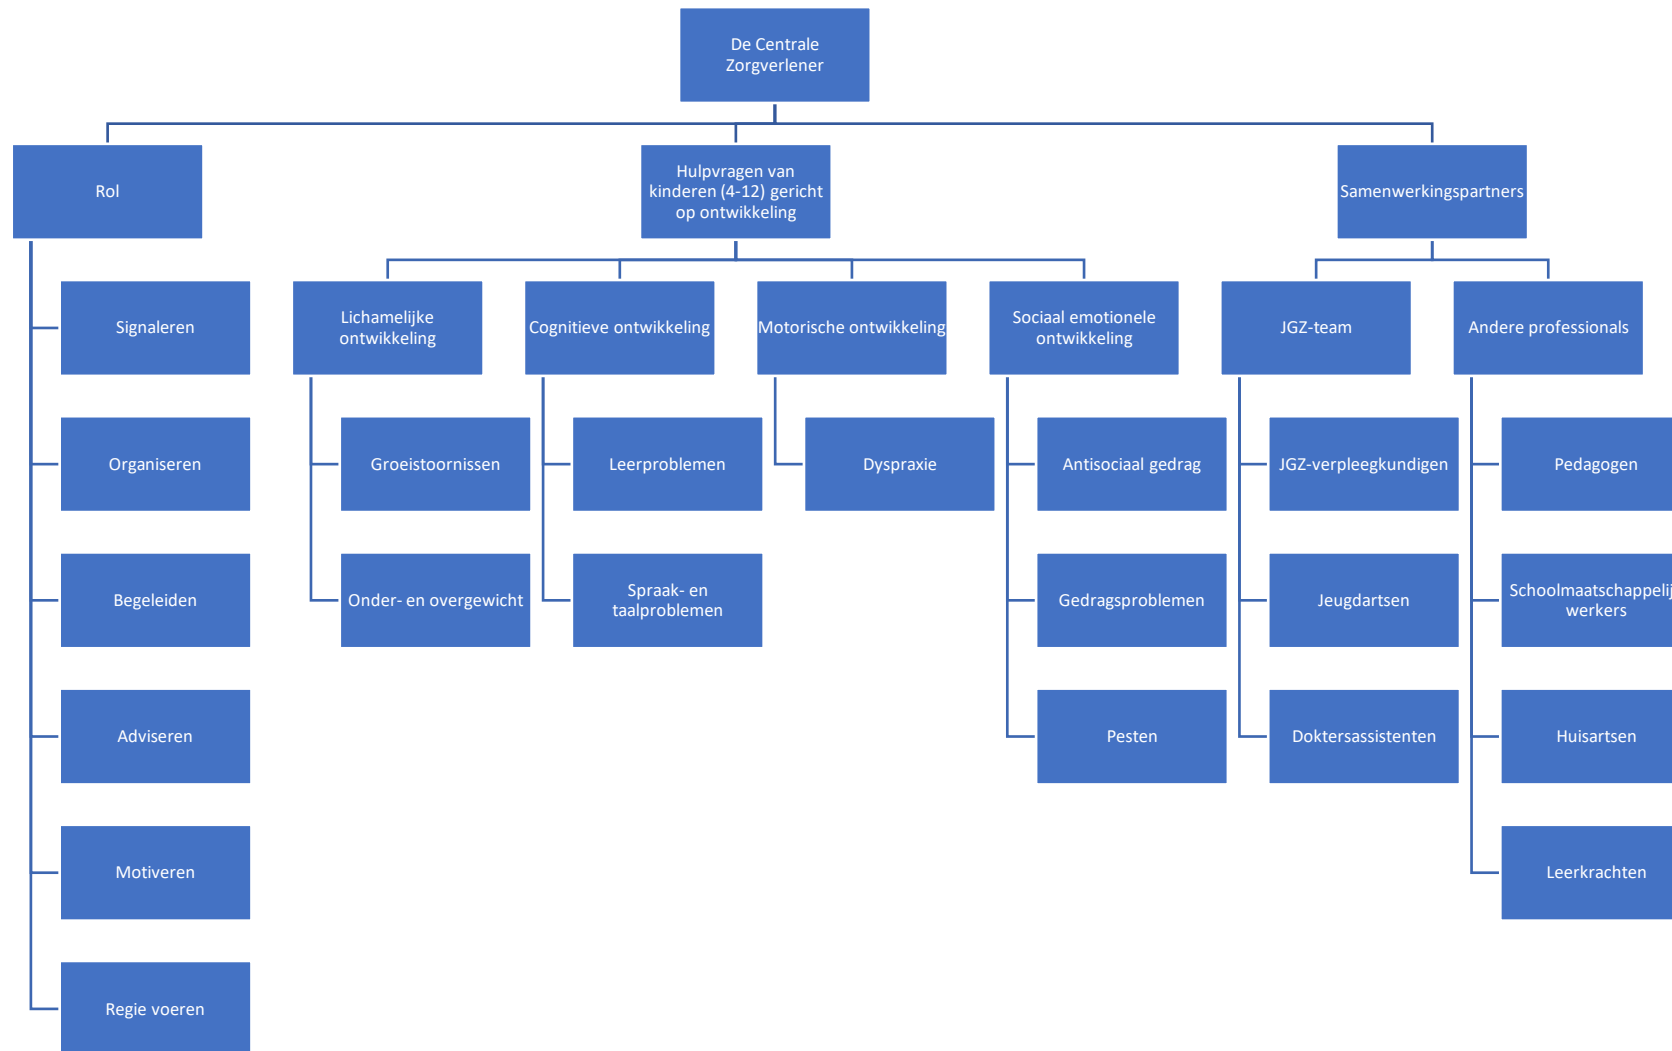 De Centrale
Zorgverlener
Rol
Hulpvragen van
kinderen (4-12) gericht
op ontwikkeling
Samenwerkingspartners
Signaleren
Lichamelijke
ontwikkeling
Cognitieve ontwikkeling
Motorische ontwikkeling
Sociaal emotionele
ontwikkeling
JGZ-team
Andere professionals
Organiseren
Groeistoornissen
Leerproblemen
Dyspraxie
Antisociaal gedrag
JGZ-verpleegkundigen
Pedagogen
Begeleiden
Onder- en overgewicht
Spraak- en
taalproblemen
Gedragsproblemen
Jeugdartsen
Schoolmaatschappelij
werkers
Adviseren
Pesten
Doktersassistenten
Huisartsen
Motiveren
Leerkrachten
Regie voeren